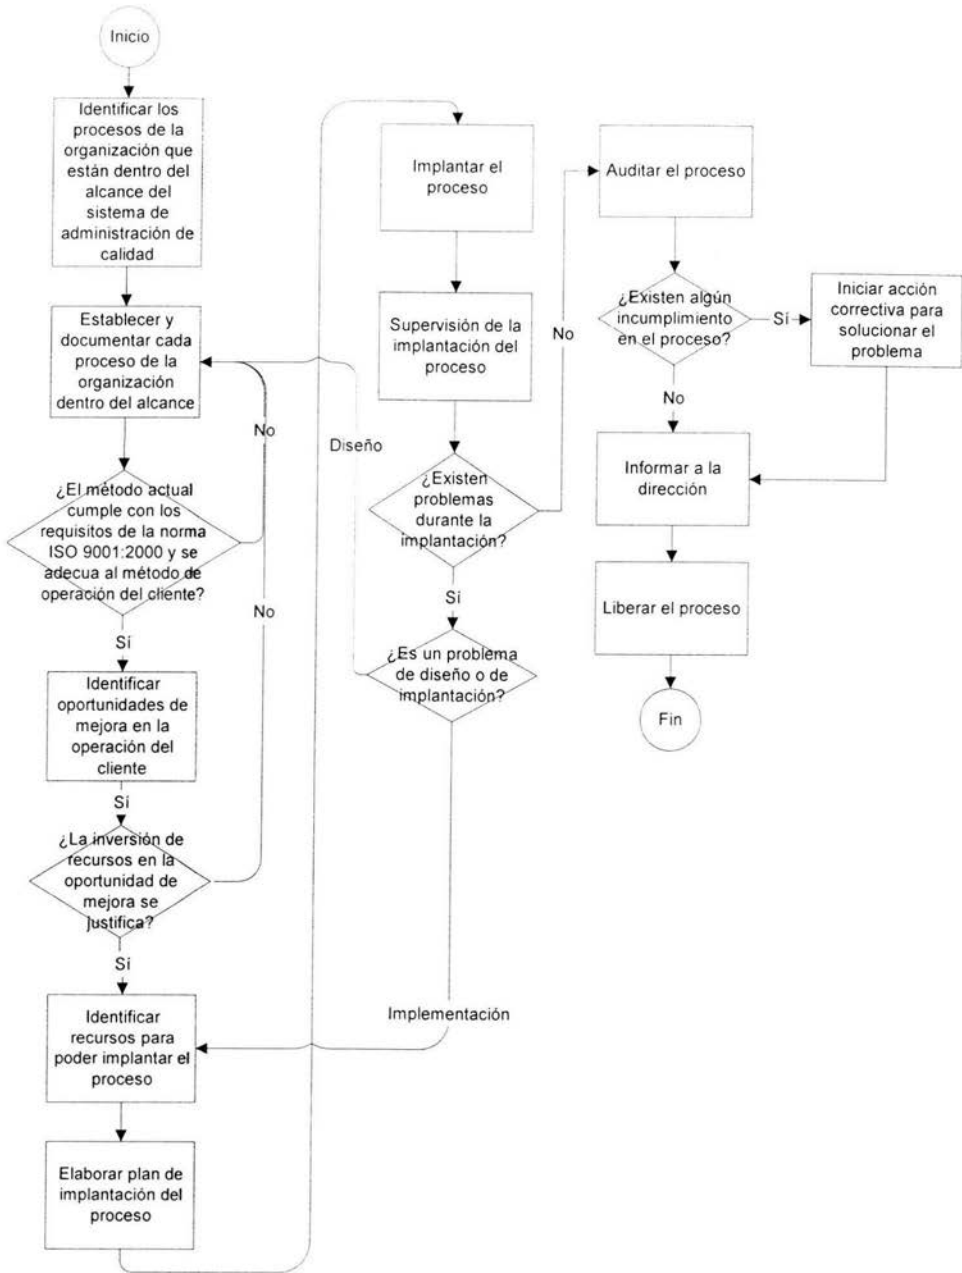 Inicio
Identificar los
procesos de la
organización que
están dentro del
alcance del
sistema de
administración de
calidad
Establecer y
documentar cada
proceso de la
organización
dentro del alcance
No
¿El método actual
cumple con los
requisitos de la norma
ISO 9001:2000 y se
adecua al método de
operación del cliente?
No
Sí
Identificar
oportunidades de
mejora en la
operación del
cliente
Sí
¿La inversión de
recursos en la
oportunidad de
mejora se
justifica?
Sí
Identificar
recursos para
poder implantar el
proceso
Elaborar plan de
implantación del
proceso
Implantar el
proceso
Supervisión de la
implantación del
proceso
Diseño
¿Existen
problemas
durante la
implantación?
No
Sí
¿Es un problema
de diseño o de
implantación?
Implementación
Auditar el proceso
¿Existen algún
incumplimiento
en el proceso?
Sí
Iniciar acción
correctiva para
solucionar el
problema
No
Informar a la
dirección
Liberar el proceso
Fin